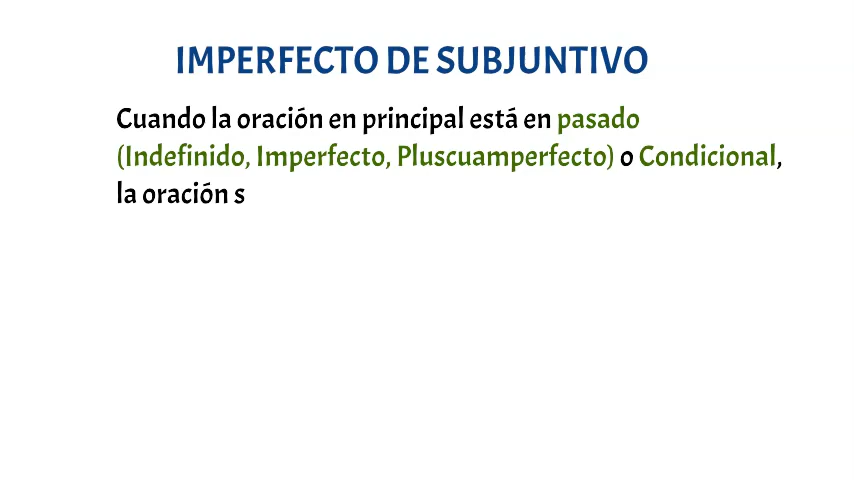 IMPERFECTO DE SUBJUNTIVO
Cuando la oración en principal está en pasado
(Indefinido, Imperfecto, Pluscuamperfecto) o Condicional,
la oración s